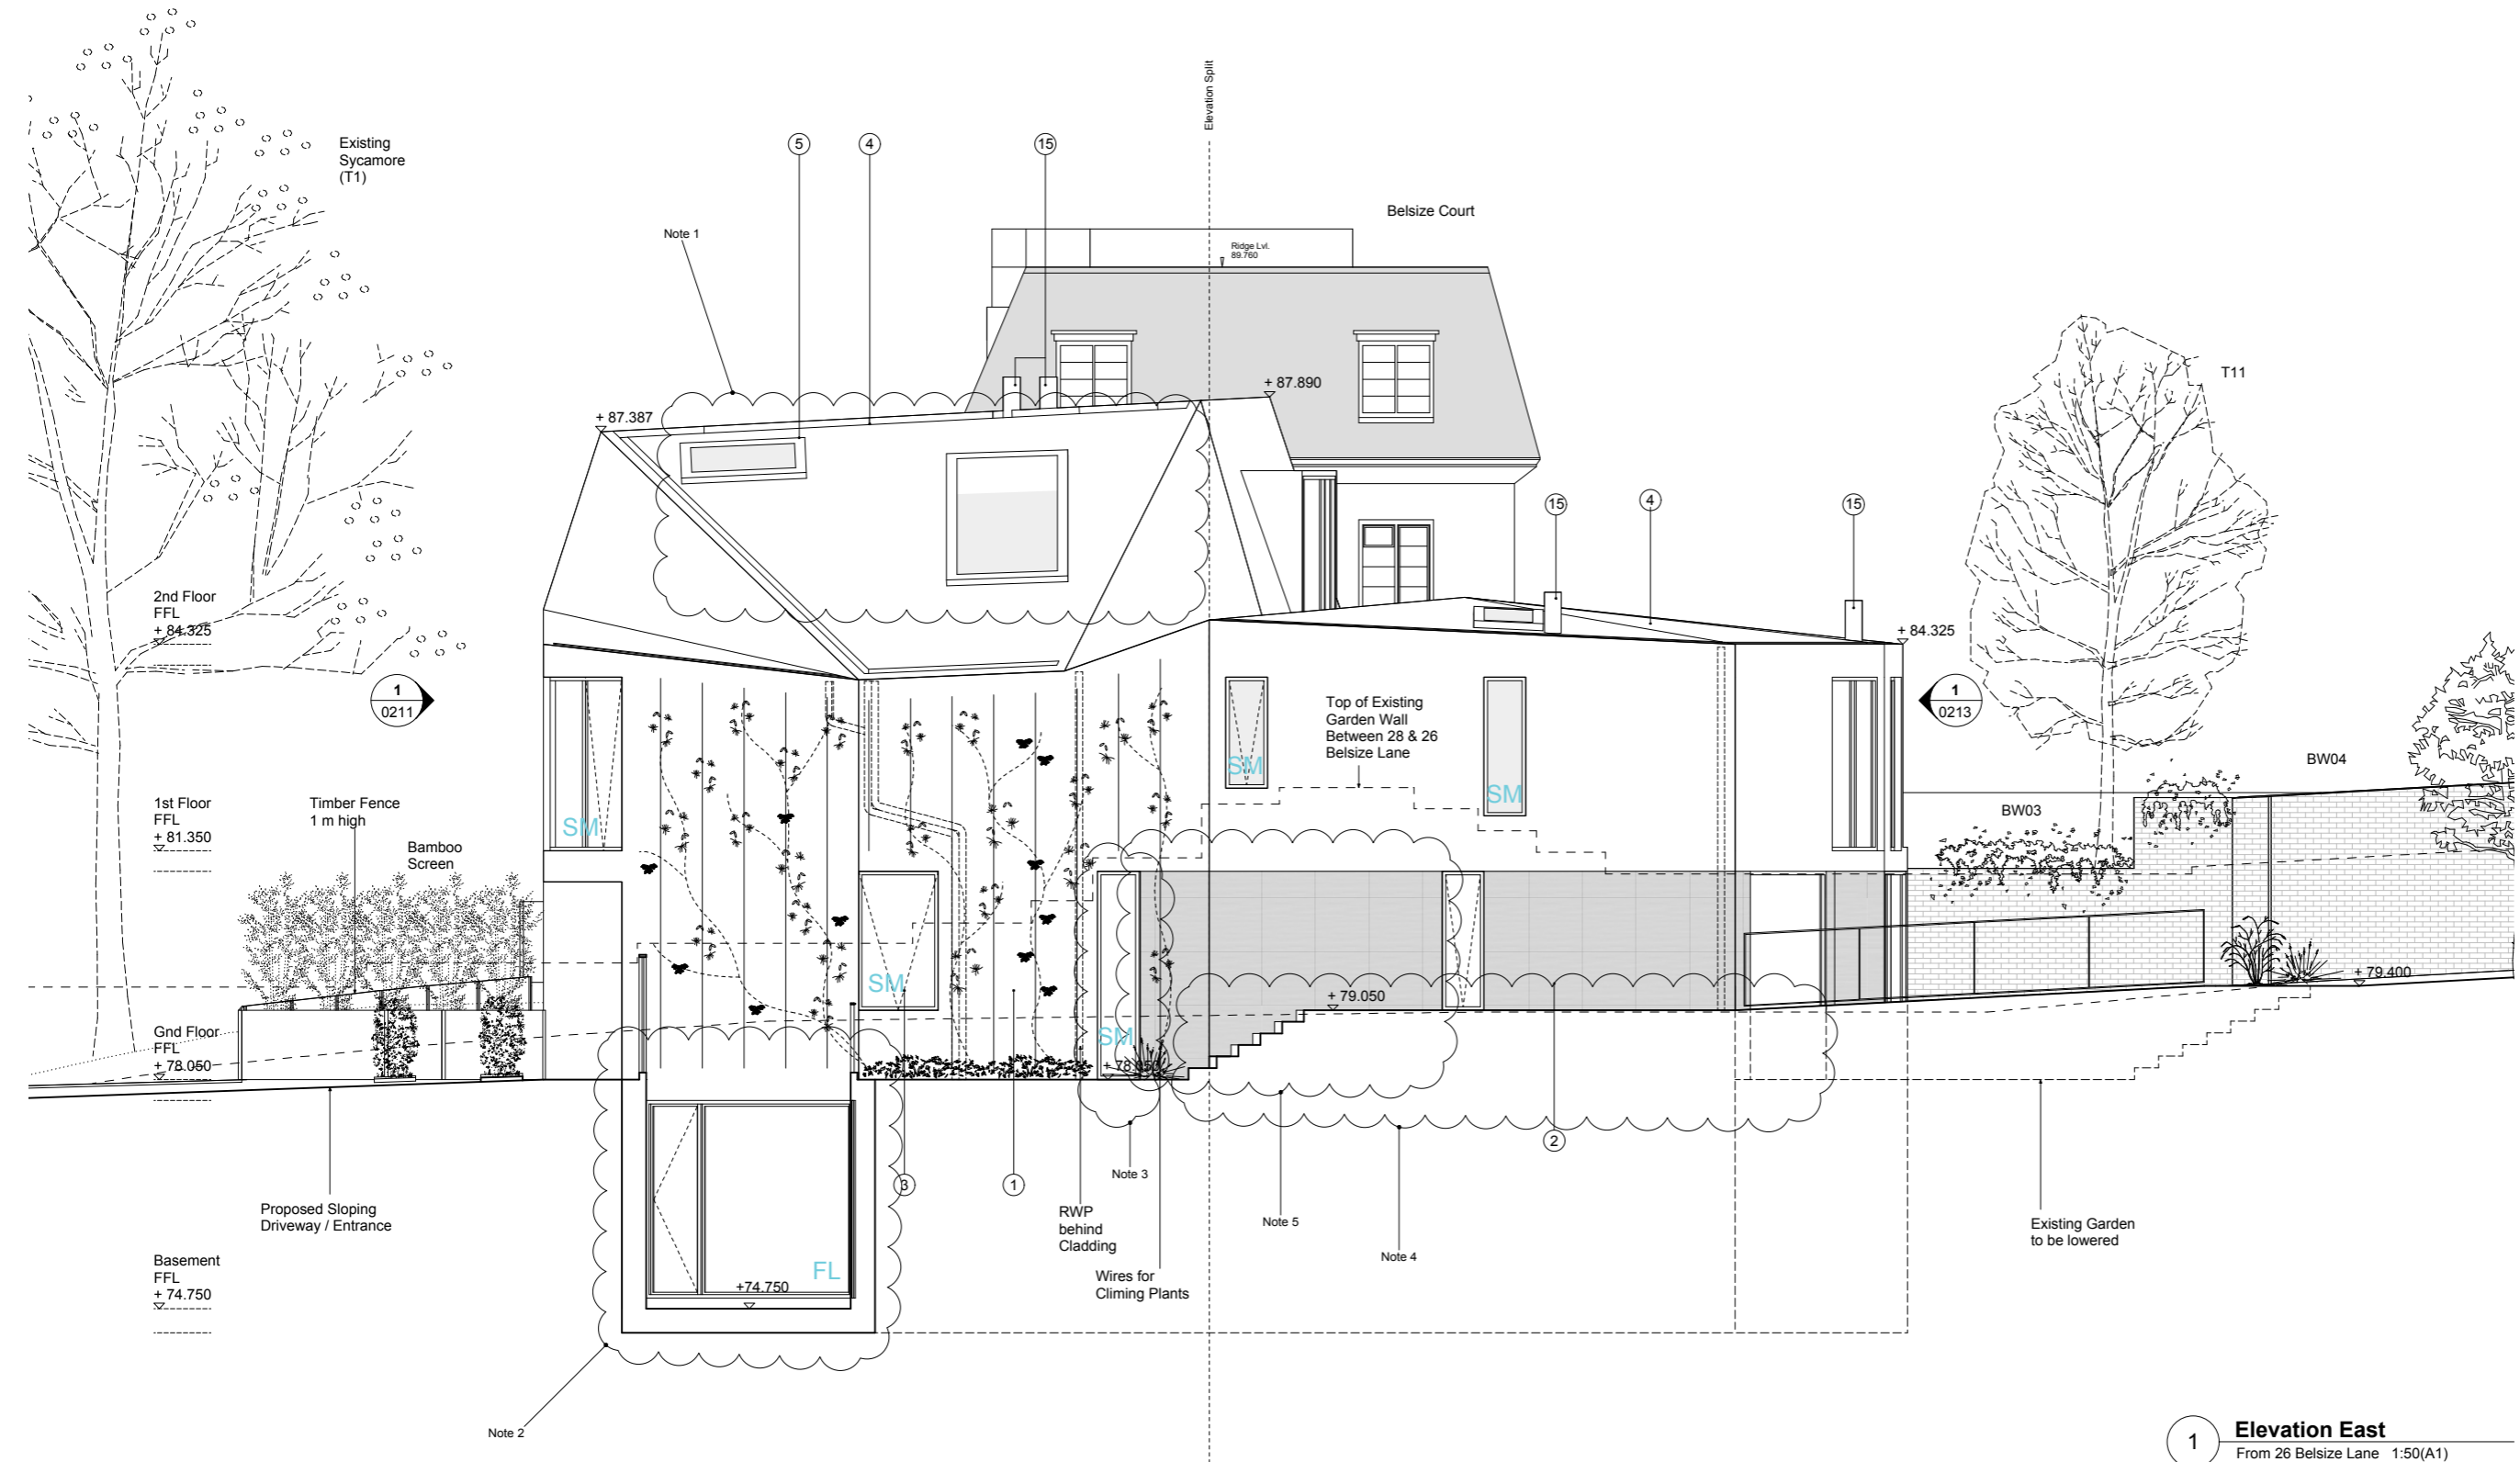 Elevation Split
Existing
Sycamore
(T1)
5
4
15
Belsize Court
Note 1
Ridge Lvl.
89.760
T11
+ 87.890
+ 87.387
15
4
15
2nd Floor
FFL
+ 84.325
+ 84.325
1
0211
1
0213
Top of Existing
Garden Wall
Between 28 & 26
Belsize Lane
SM
SM
SM
BW04
BW03
1st Floor
FFL
+ 81.350
Timber Fence
1 m high
Bamboo
Screen
SM
+ 79.050
+ 79.400
Gnd Floor
FFL
+ 78.050
SM
+ 78.050
2
Note 3
3
1
Proposed Sloping
Driveway / Entrance
RWP
behind
Cladding
Note 5
Note 4
Existing Garden
to be lowered
Basement
FFL
+ 74.750
FL
+74.750
Wires for
Climing Plants
Note 2
1
Elevation East
From 26 Belsize Lane 1:50(A1)